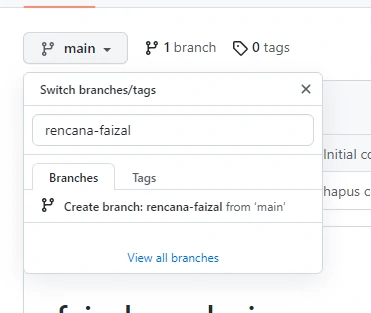 main 1 branch 0 tags
Switch branches/tags
rencana-faizal
Initial co
Branches Tags
hapus c
Create branch: rencana-faizal from 'main'
View all branches